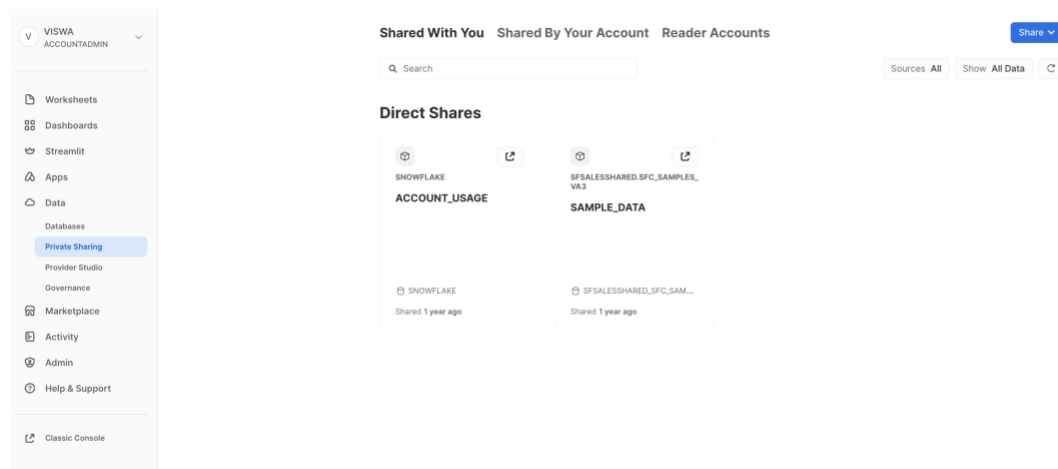 V
VISWA
ACCOUNTADMIN
Worksheets
Dashboards
Streamlit
Apps
Data
Databases
Private Sharing
Provider Studio
Governance
Marketplace
Activity
Admin
Help & Support
Classic Console
Shared With You Shared By Your Account Reader Accounts
Share
Search
Sources All Show All Data
Direct Shares
SNOWFLAKE
ACCOUNT_USAGE
SNOWFLAKE
Shared 1 year ago
SFSALESSHARED.SFC_SAMPLES_
VA3
SAMPLE_DATA
SFSALESSHARED_SFC_SAM...
Shared 1 year ago